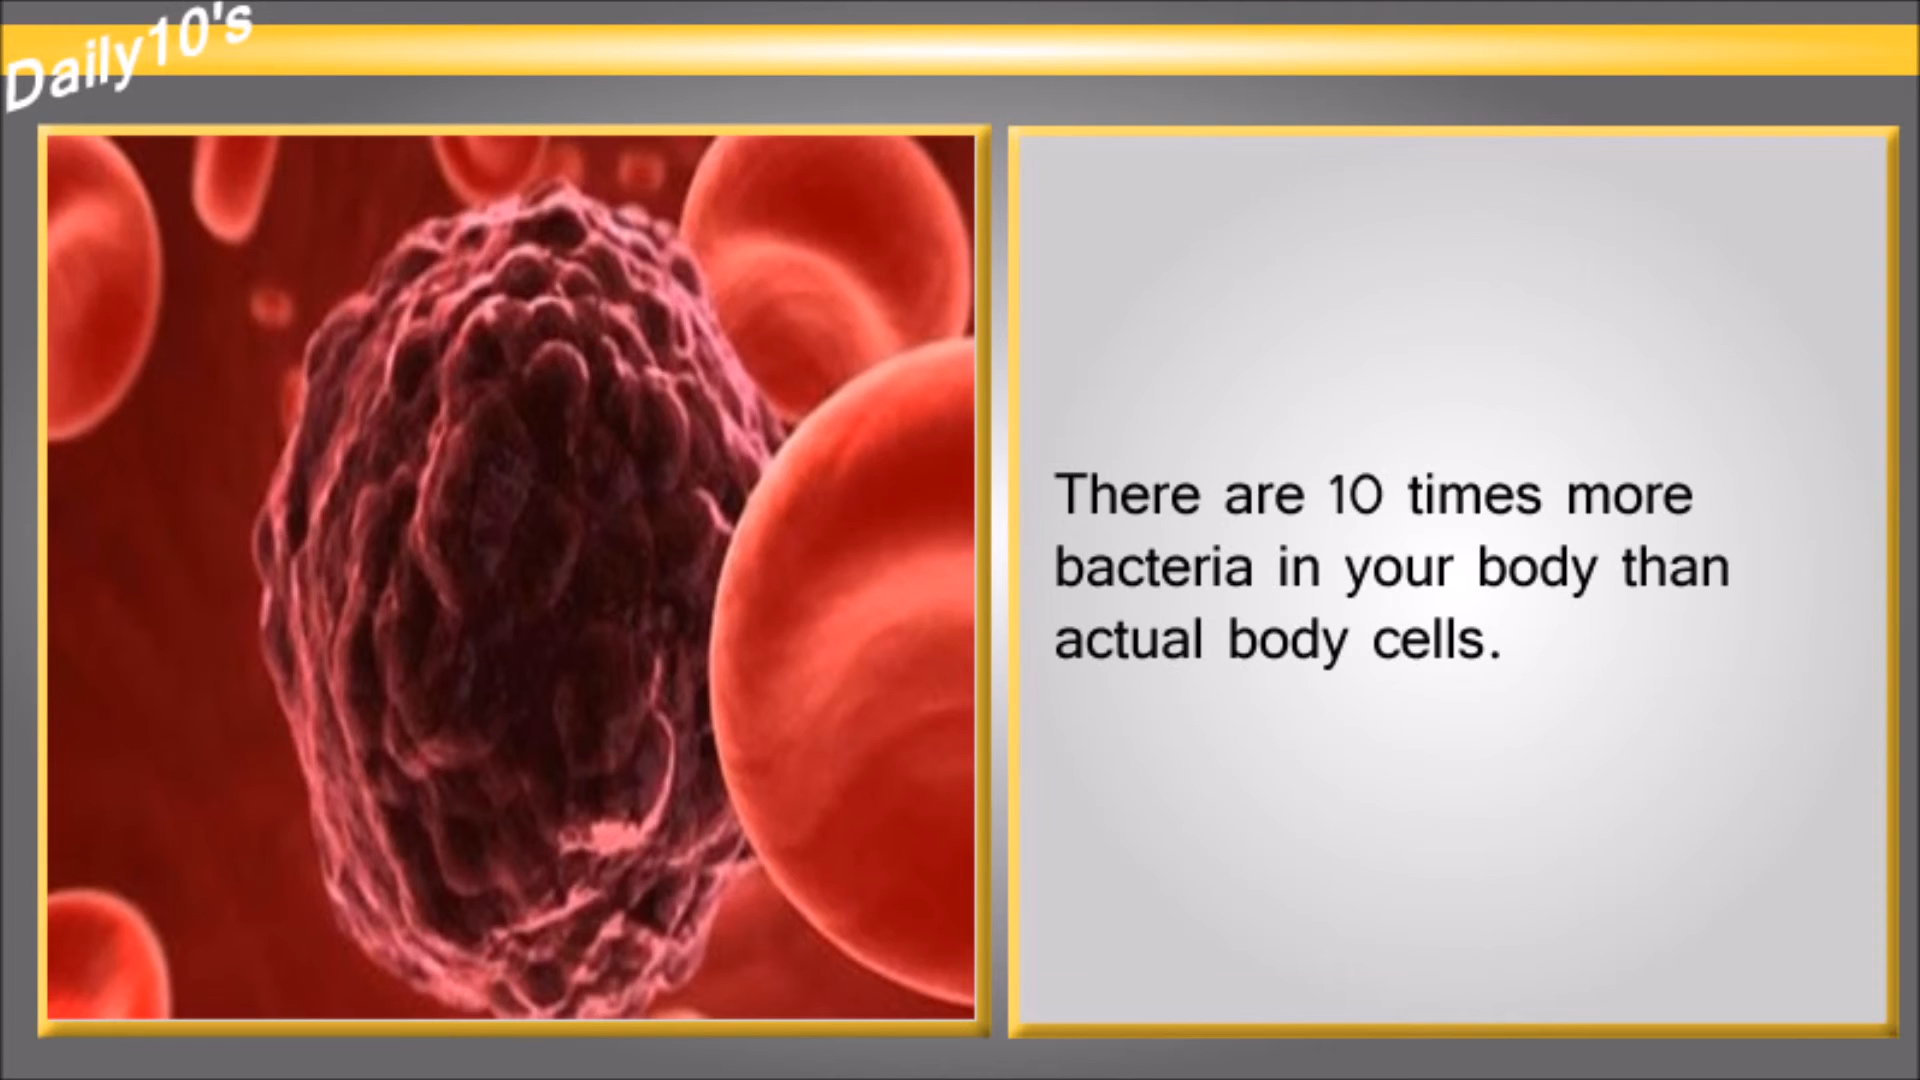 Daily10's
There are 10 times more
bacteria in your body than
actual body cells.